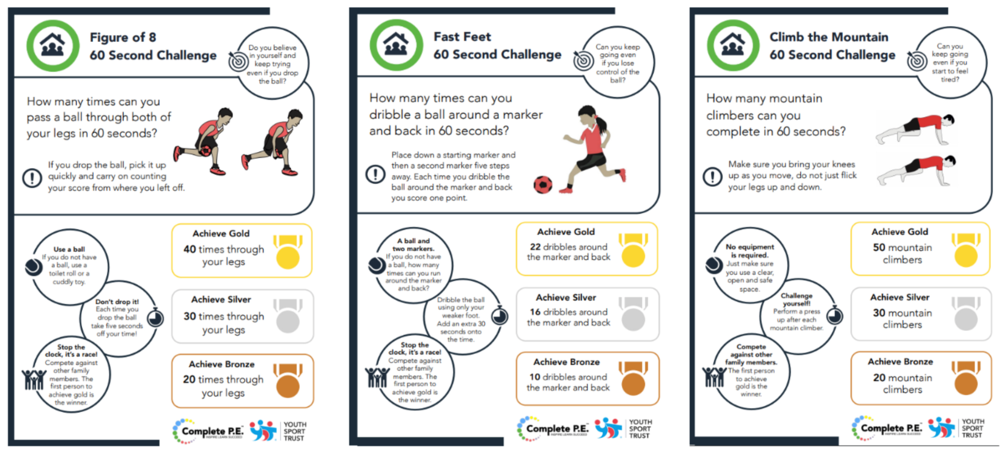 Figure of 8
60 Second Challenge
Do you believe
in yourself and
keep trying
even if you drop
the ball?
How many times can you
pass a ball through both of
your legs in 60 seconds?
If you drop the ball, pick it up
quickly and carry on counting
your score from where you left off.
Use a ball
If you do not have
a ball, use a
toilet roll or a
cuddly toy.
Don't drop it!
Each time you
drop the ball
take five seconds
off your time!
Stop the
clock, it's a race!
Compete against
other family
members. The
first person to
achieve gold is
the winner.
Achieve Gold
40 times through
your legs
Achieve Silver
30 times through
your legs
Achieve Bronze
20 times through
your legs
Complete P.E.™
INSPIRE LEARN SUCCEED
YOUTH
SPORT
TRUST
Fast Feet
60 Second Challenge
Can you keep
going even
if you lose
control of the
ball?
How many times can you
dribble a ball around a marker
and back in 60 seconds?
Place down a starting marker and
then a second marker five steps
away. Each time you dribble the
ball around the marker and back
you score one point.
A ball and
two markers.
If you do not have
a ball, how many
times can you run
around the marker
and back?
Dribble the ball
using only your
weaker foot.
Add an extra 30
seconds onto
the time.
Stop the
clock, it's a race!
Compete against
other family
members. The
first person to
achieve gold is
the winner.
Achieve Gold
22 dribbles around
the marker and back
Achieve Silver
16 dribbles around
the marker and back
Achieve Bronze
10 dribbles around
the marker and back
Complete P.E.™
INSPIRE LEARN SUCCEED
YOUTH
SPORT
TRUST
Climb the Mountain
60 Second Challenge
Can you
keep going
even if you
start to feel
tired?
How many mountain
climbers can you
complete in 60 seconds?
Make sure you bring your knees
up as you move, do not just flick
your legs up and down.
No equipment
is required.
Just make sure
you use a clear,
open and safe
space.
Challenge
yourself!
Perform a press
up after each
mountain climber.
Compete
against other
family members.
The first person
to achieve
gold is the
winner.
Achieve Gold
50 mountain
climbers
Achieve Silver
30 mountain
climbers
Achieve Bronze
20 mountain
climbers
Complete P.E.™
INSPIRE LEARN SUCCEED
YOUTH
SPORT
TRUST